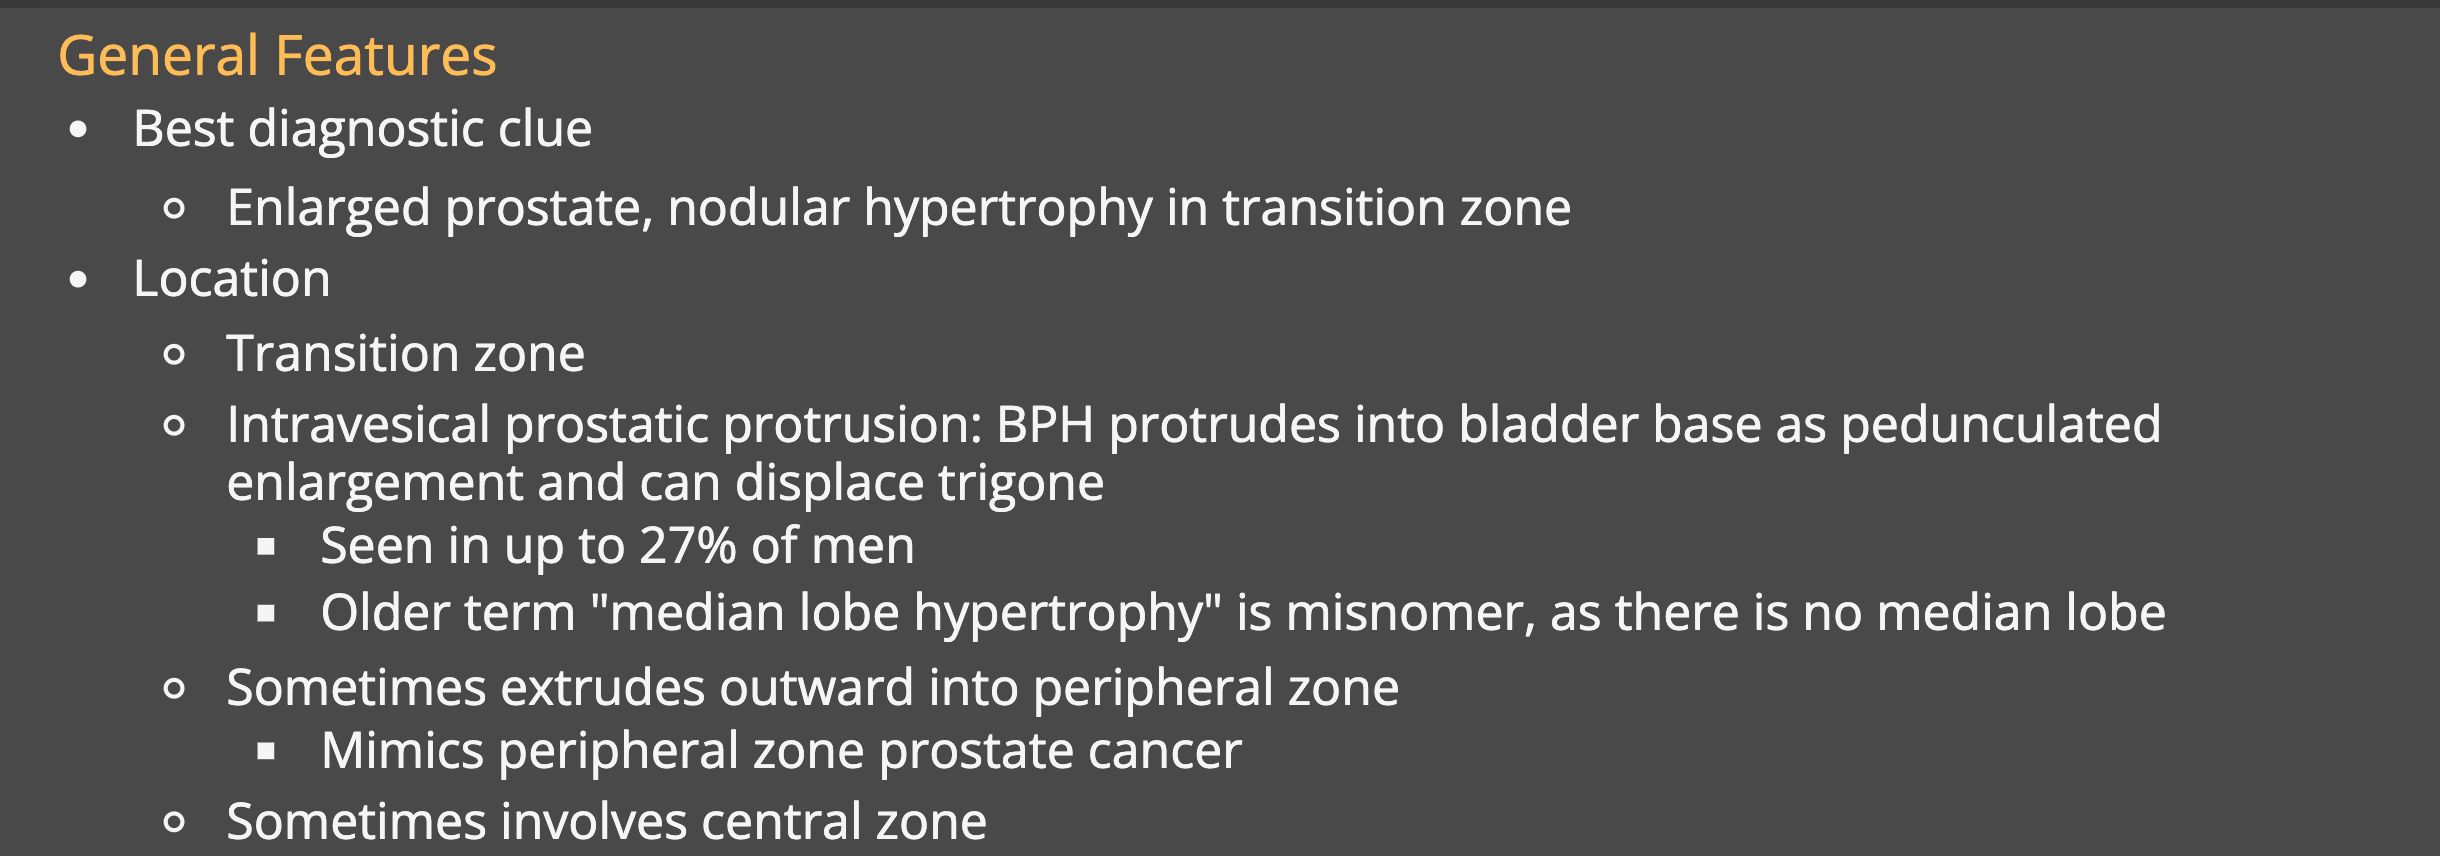 General Features
• Best diagnostic clue
◦ Enlarged prostate, nodular hypertrophy in transition zone
• Location
◦ Transition zone
◦ Intravesical prostatic protrusion: BPH protrudes into bladder base as pedunculated
enlargement and can displace trigone
▪ Seen in up to 27% of men
▪ Older term "median lobe hypertrophy" is misnomer, as there is no median lobe
◦ Sometimes extrudes outward into peripheral zone
▪ Mimics peripheral zone prostate cancer
◦ Sometimes involves central zone